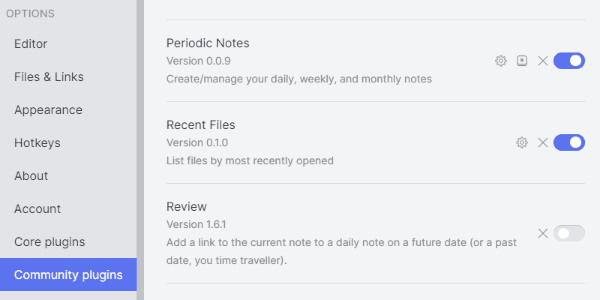 OPTIONS
Editor
Files & Links
Appearance
Hotkeys
About
Account
Core plugins
Community plugins
Periodic Notes
Version 0.0.9
Create/manage your daily, weekly, and monthly notes
Recent Files
Version 0.1.0
List files by most recently opened
Review
Version 1.6.1
Add a link to the current note to a daily note on a future date (or a past
date, you time traveller).